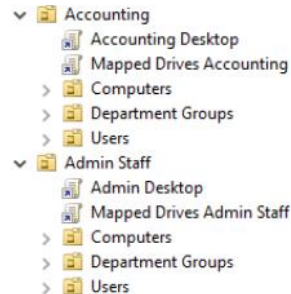 Accounting
Accounting Desktop
Mapped Drives Accounting
Computers
Department Groups
Users
Admin Staff
Admin Desktop
Mapped Drives Admin Staff
Computers
Department Groups
Users